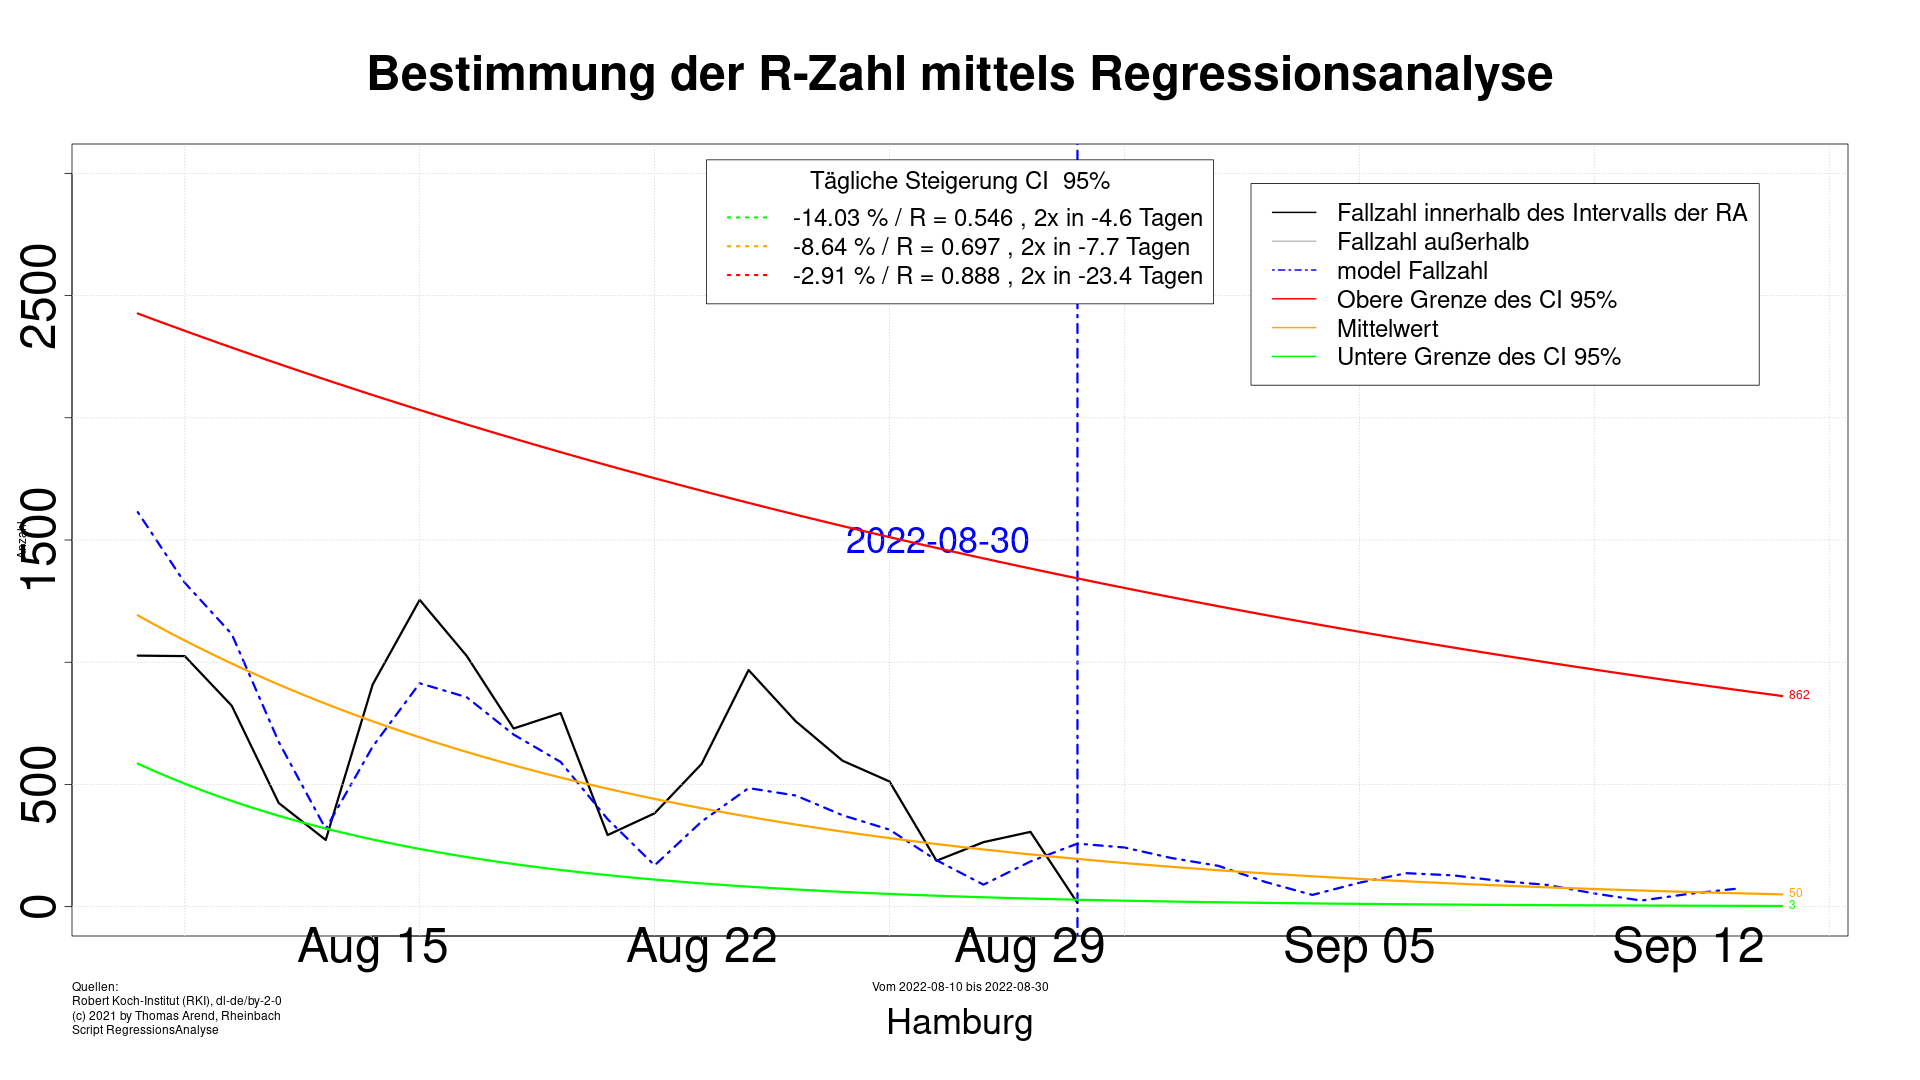 Bestimmung der R-Zahl mittels Regressionsanalyse
Tägliche Steigerung CI 95%
-14.03 % / R = 0.546 , 2x in -4.6 Tagen
-8.64 % / R = 0.697 , 2x in -7.7 Tagen
-2.91 % / R = 0.888 , 2x in -23.4 Tagen
Fallzahl innerhalb des Intervalls der RA
Fallzahl außerhalb
model Fallzahl
Obere Grenze des CI 95%
Mittelwert
Untere Grenze des CI 95%
2500
1500
500
0
Anzahl
2022-08-30
862
50
3
Aug 15
Aug 22
Aug 29
Sep 05
Sep 12
Quellen:
Robert Koch-Institut (RKI), dl-de/by-2-0
(c) 2021 by Thomas Arend, Rheinbach
Script RegressionsAnalyse
Vom 2022-08-10 bis 2022-08-30
Hamburg